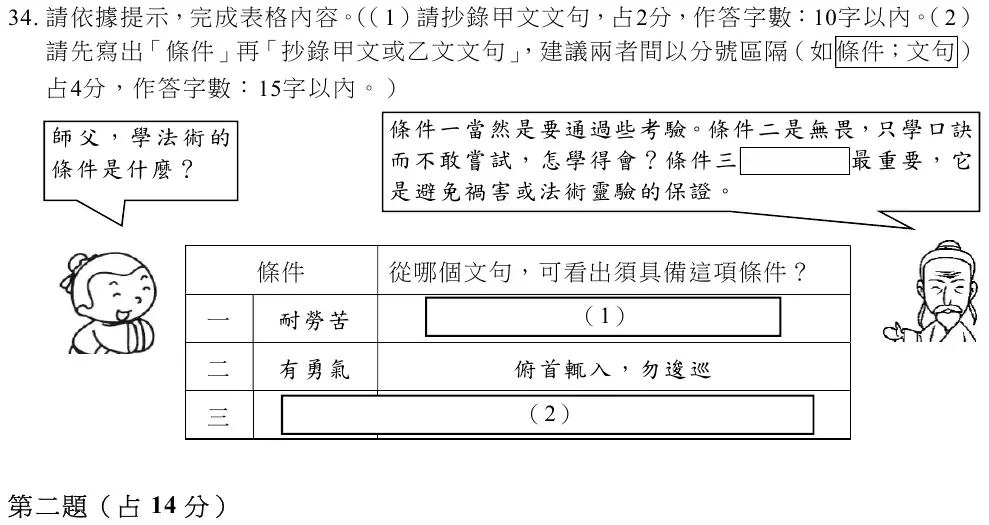 34. 請依據提示，完成表格內容。（（1）請抄錄甲文文句，占2分，作答字數：10字以內。（2）
請先寫出「條件」再「抄錄甲文或乙文文句」，建議兩者間以分號區隔（如條件；文句）
占4分，作答字數：15字以內。）
師父，學法術的
條件是什麼？
條件一當然是要通過些考驗。條件二是無畏，只學口訣
而不敢嘗試，怎學得會？條件三最重要，它
是避免禍害或法術靈驗的保證。
條件 從哪個文句，可看出須具備這項條件？
一 耐勞苦 （1）
二 有勇氣 俯首輒入，勿逡巡
三 （2）
第二題（占 14 分）